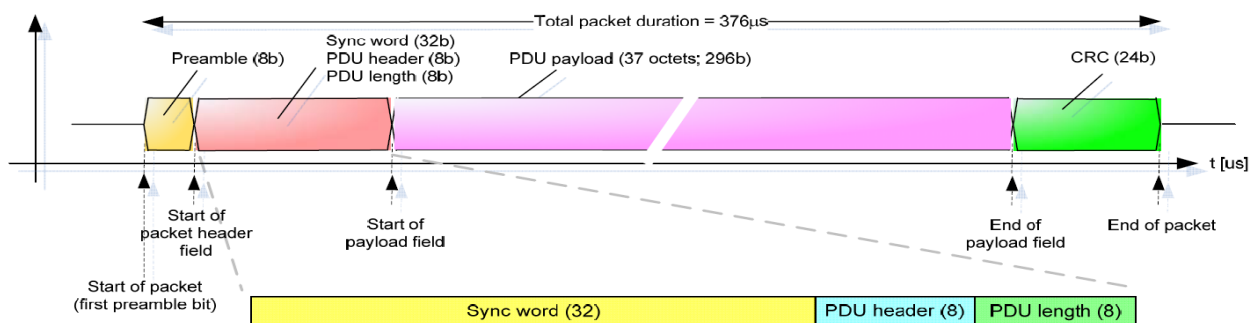 Total packet duration = 376µs
Preamble (8b)
Sync word (32b)
PDU header (8b)
PDU length (8b)
PDU payload (37 octets; 296b)
CRC (24b)
t [us]
Start of
packet header
field
Start of
payload field
End of
payload field
End of packet
Start of packet
(first preamble bit)
Sync word (32)
PDU header (8)
PDU length (8)